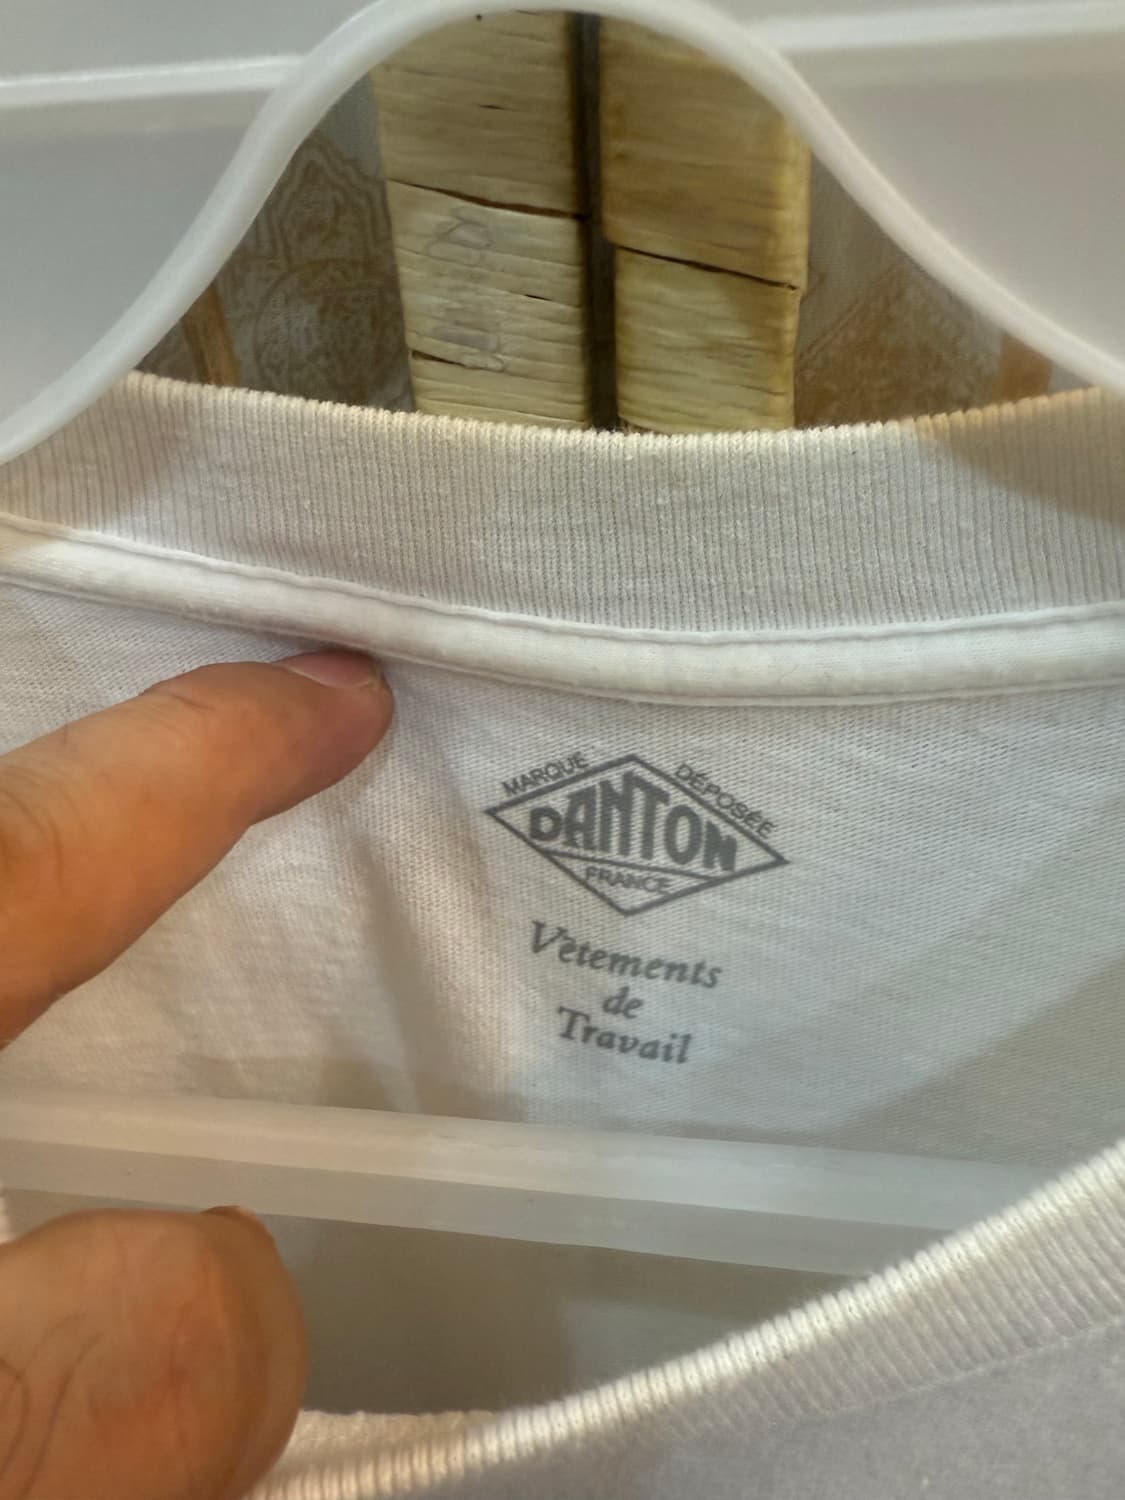 MARQUE DÉPOSÉE
DANTON
FRANCE
Vêtements
de
Travail